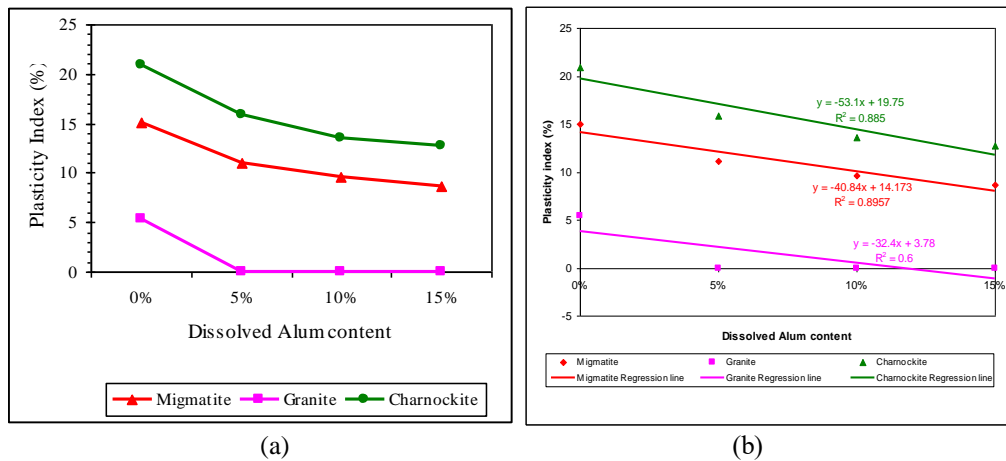 25
20
15
10
5
0
Plasticity Index (%)
0% 5% 10% 15%
Dissolved Alum content
Migmatite Granite Charnockite
(a)
25
20
15
10
5
0
-5
Plasticity index (%)
y = -53.1x + 19.75
R² = 0.885
y = -40.84x + 14.173
R² = 0.8957
y = -32.4x + 3.78
R² = 0.6
0% 5% 10% 15%
Dissolved Alum content
Migmatite Granite Charnockite
Migmatite Regression line Granite Regression line Charnockite Regression line
(b)